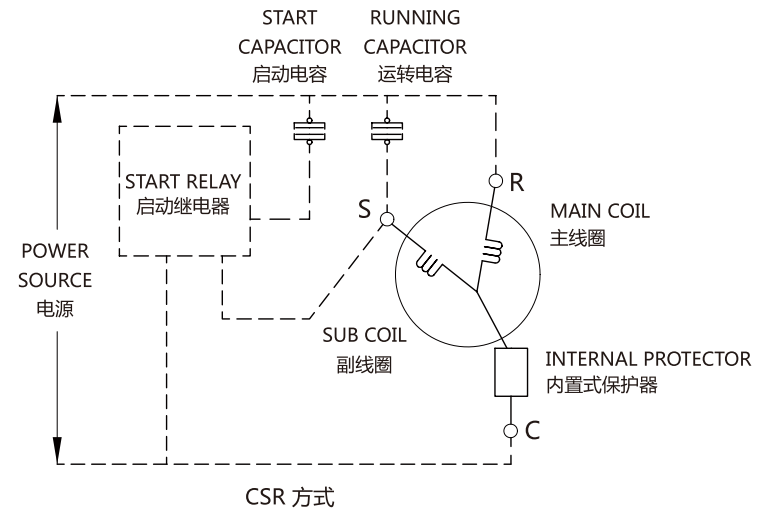 START
CAPACITOR
启动电容
RUNNING
CAPACITOR
运转电容
START RELAY
启动继电器
R
S
MAIN COIL
主线圈
POWER
SOURCE
电源
SUB COIL
副线圈
INTERNAL PROTECTOR
内置式保护器
C
CSR 方式